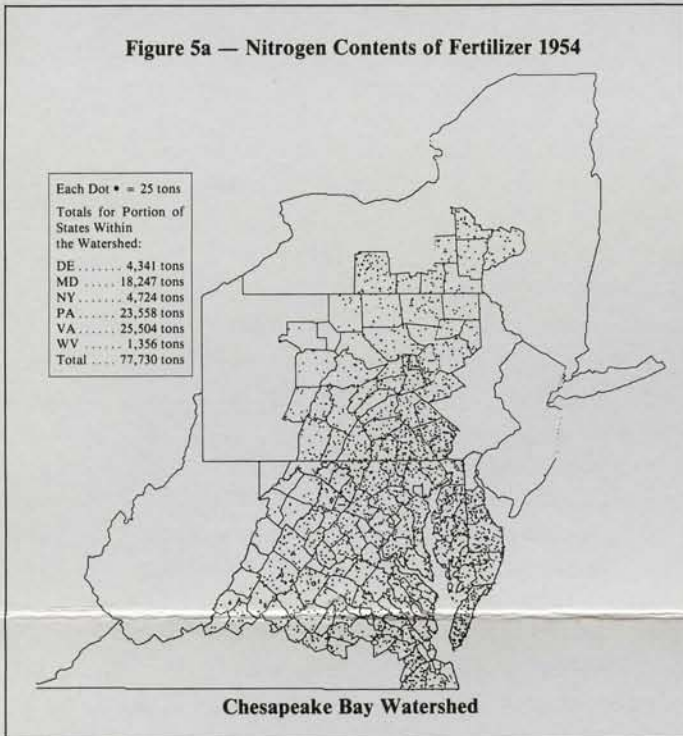 Figure 5a — Nitrogen Contents of Fertilizer 1954
Each Dot • = 25 tons
Totals for Portion of
States Within
the Watershed:
DE....... 4,341 tons
MD ..... 18,247 tons
NY....... 4,724 tons
PA ...... 23,558 tons
VA ...... 25,504 tons
WV ...... 1,356 tons
Total .... 77,730 tons
Chesapeake Bay Watershed